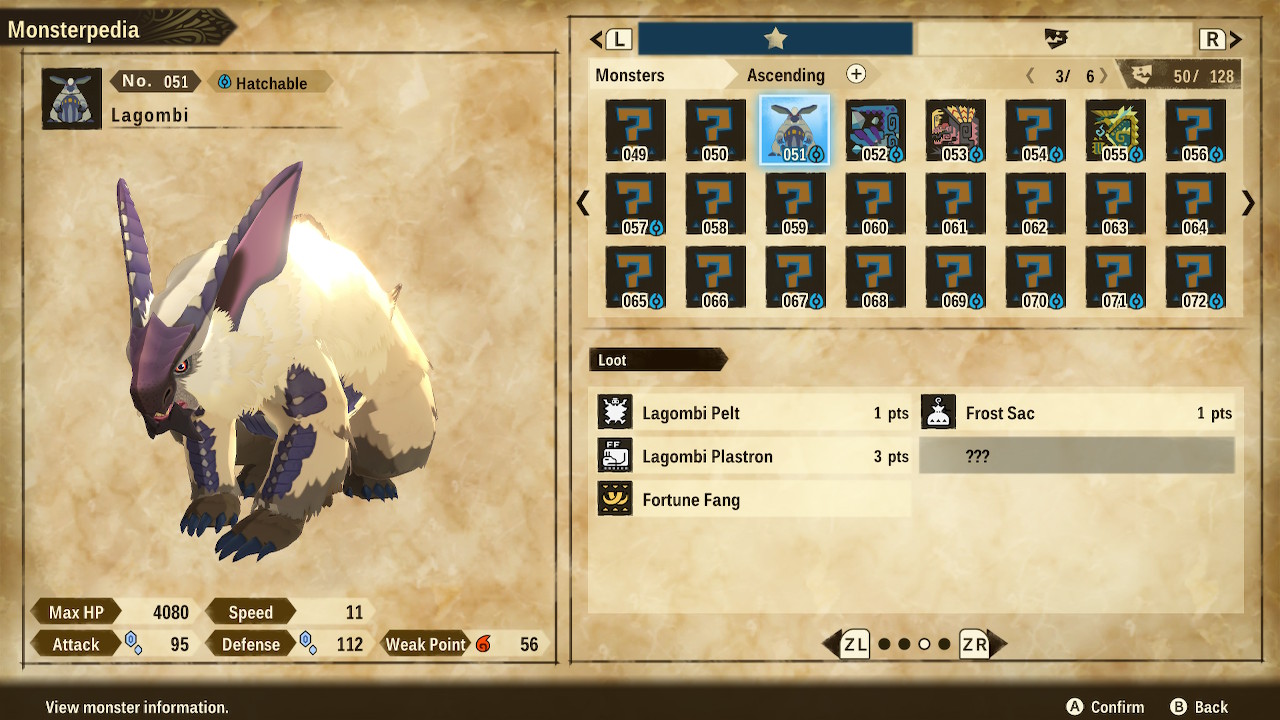 Monsterpedia
No. 051
Hatchable
Lagombi
Max HP 4080
Speed 11
Attack 95
Defense 112
Weak Point 56
L
R
Monsters
Ascending
3/ 6
50/ 128
049 050 051 052 053 054 055 056
057 058 059 060 061 062 063 064
065 066 067 068 069 070 071 072
Loot
Lagombi Pelt 1 pts
Frost Sac 1 pts
Lagombi Plastron 3 pts
???
Fortune Fang
ZL
ZR
View monster information.
A Confirm
B Back